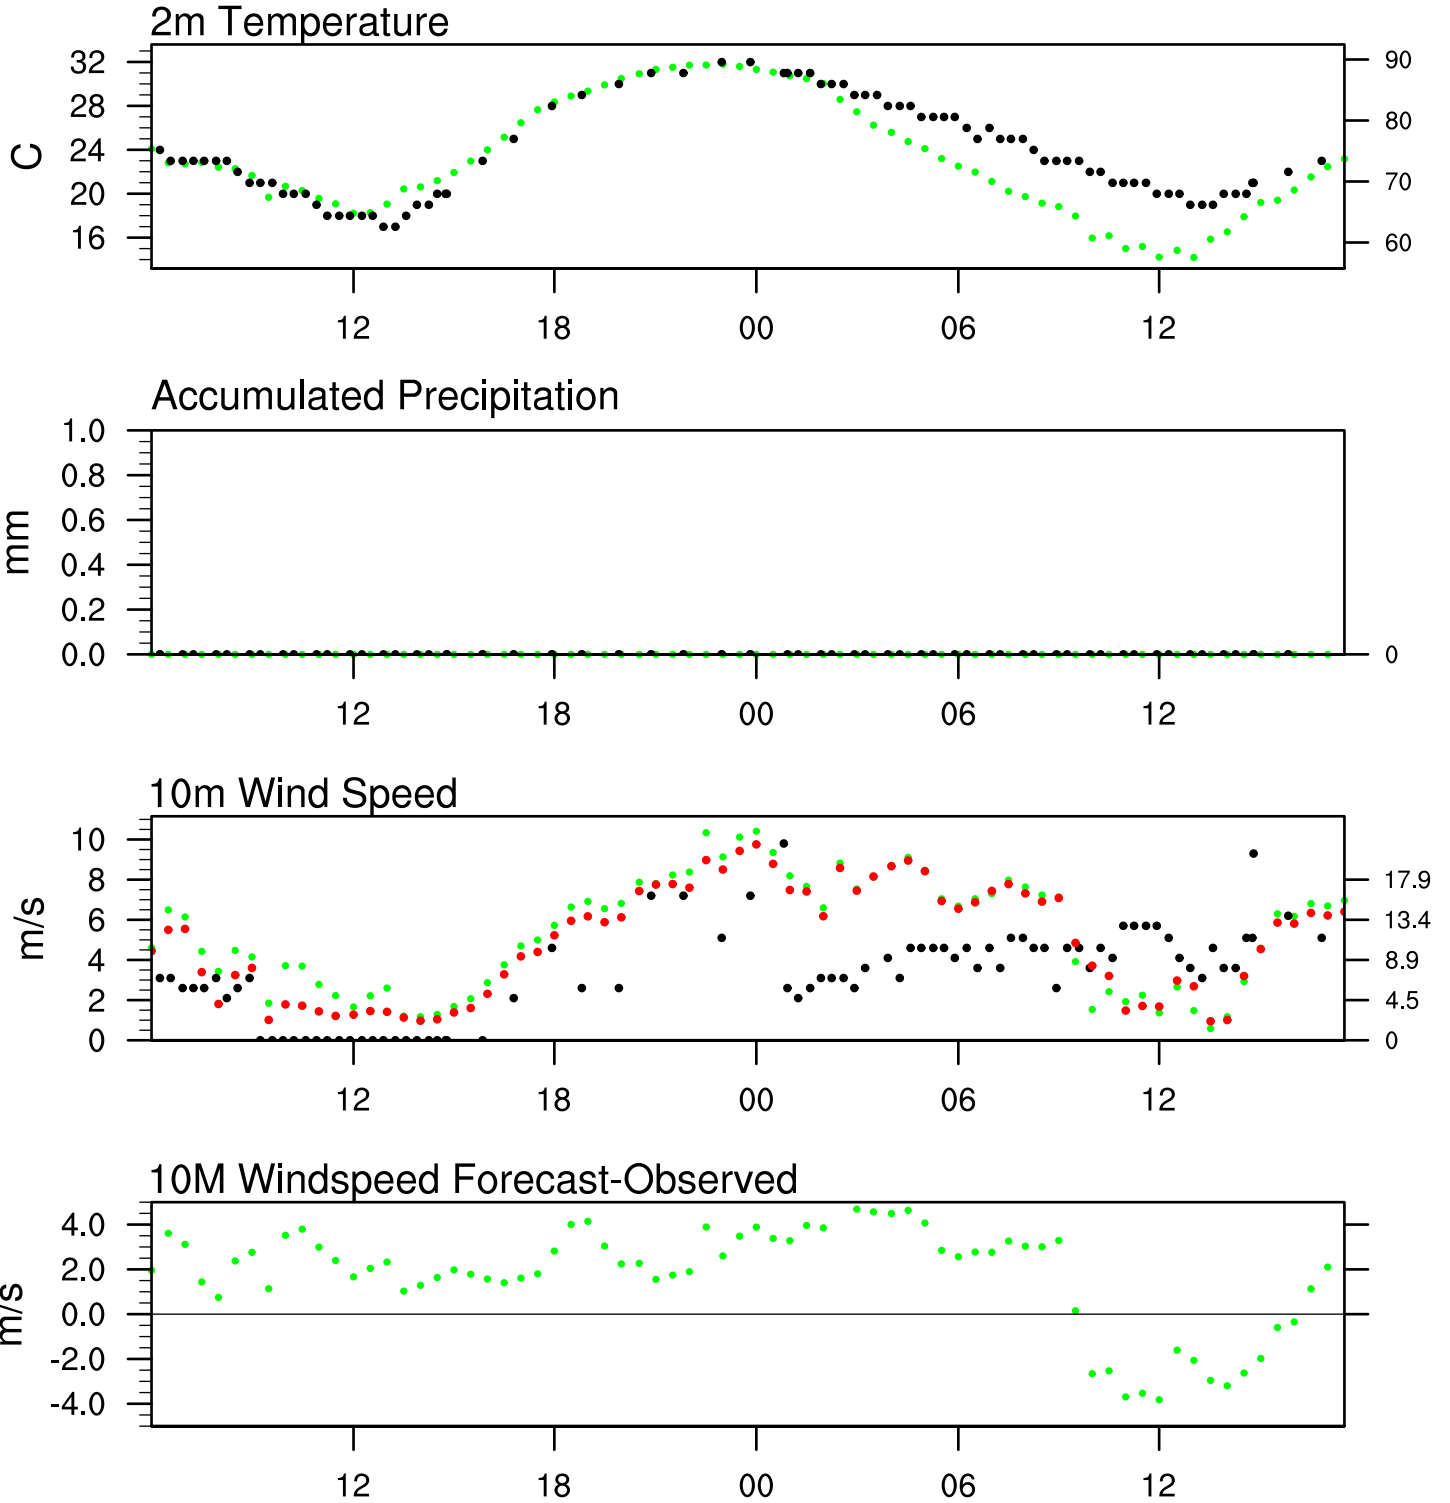 2m Temperature
32
28
24
20
16
C
90
80
70
60
12 18 00 06 12
Accumulated Precipitation
1.0
0.8
0.6
0.4
0.2
0.0
mm
0
12 18 00 06 12
10m Wind Speed
10
8
6
4
2
0
m/s
17.9
13.4
8.9
4.5
0
12 18 00 06 12
10M Windspeed Forecast-Observed
4.0
2.0
0.0
-2.0
-4.0
m/s
12 18 00 06 12